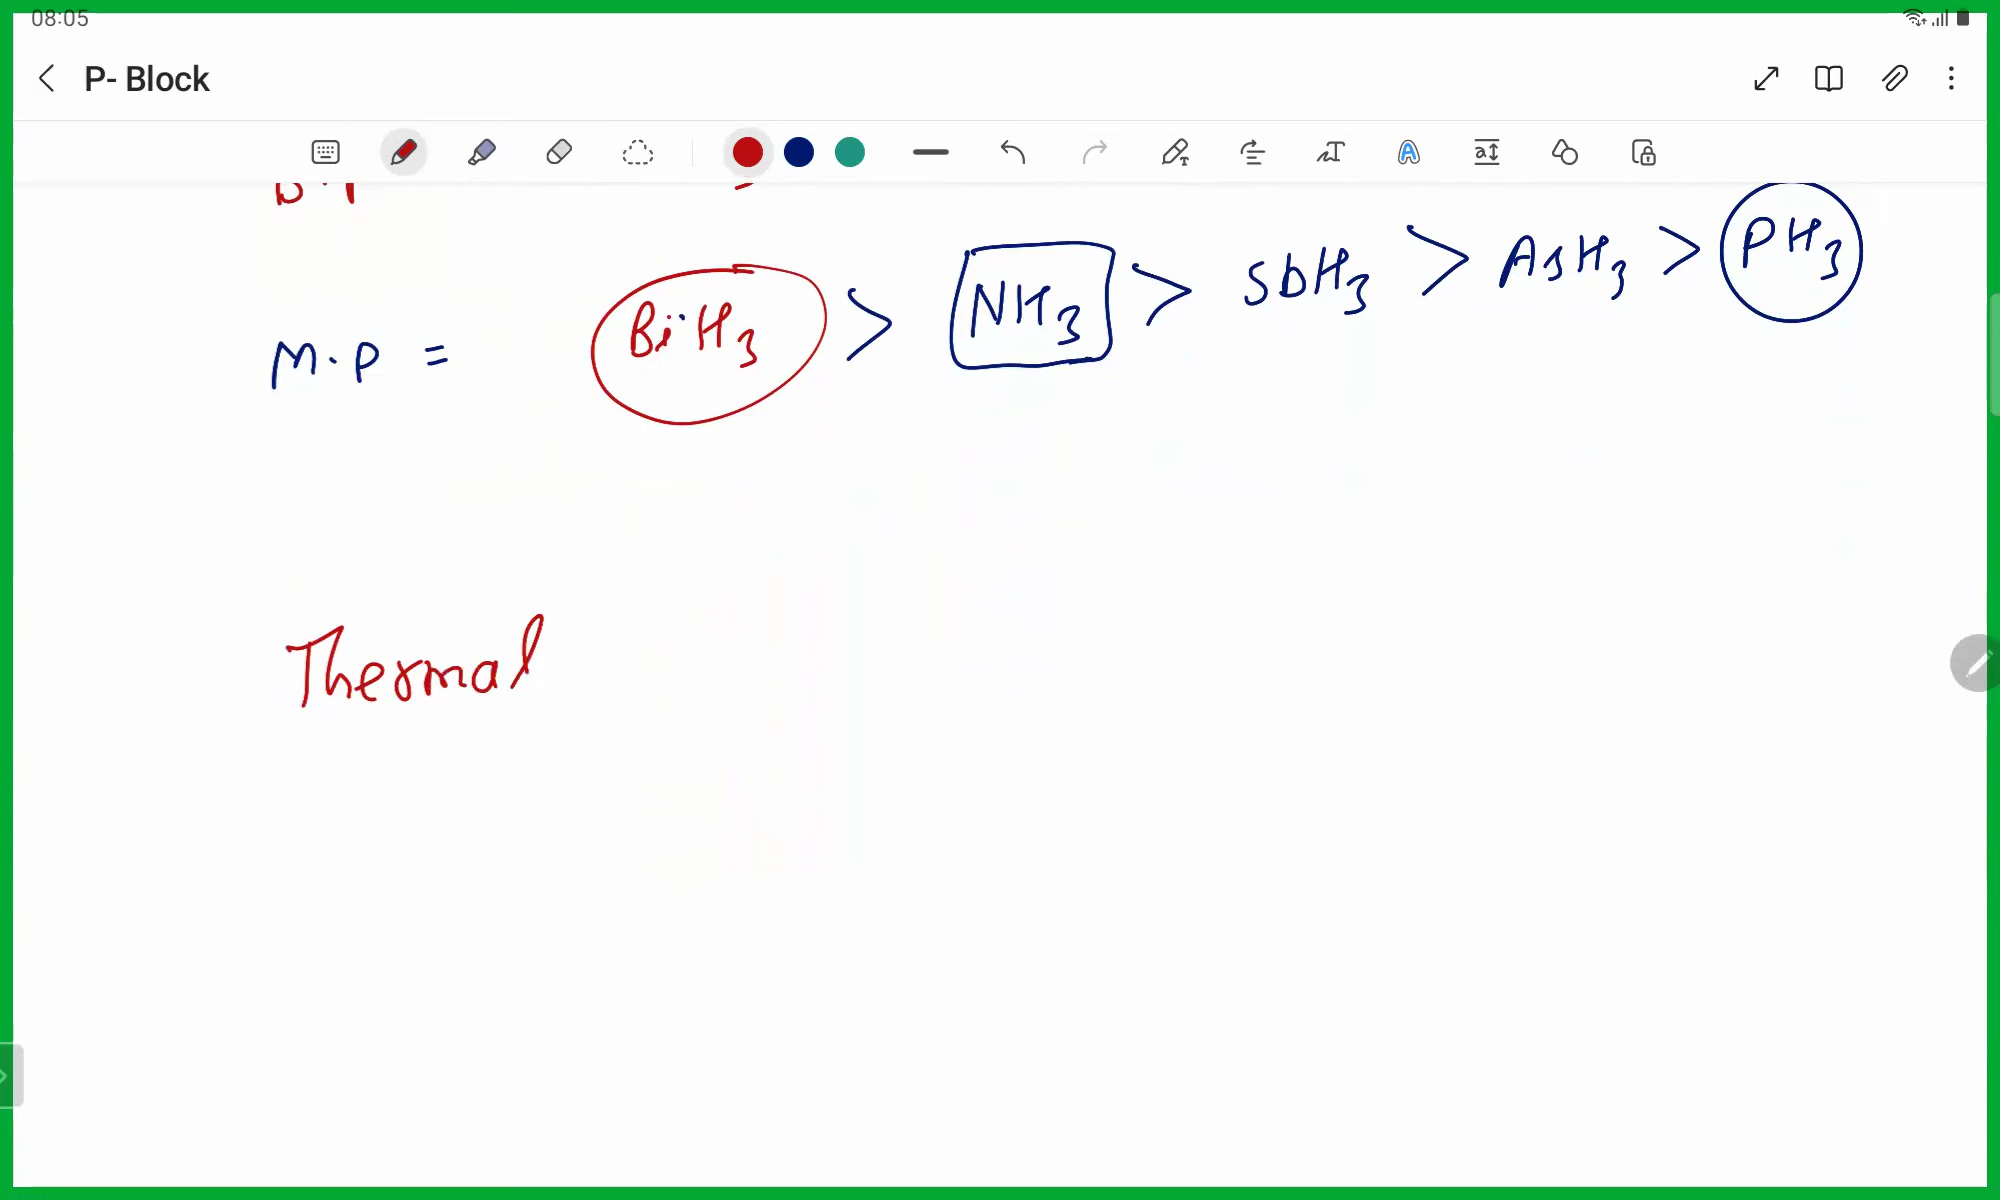 08:05
P- Block
B.P =
M.P = BiH3 > NH3 > SbH3 > AsH3 > PH3
Thermal